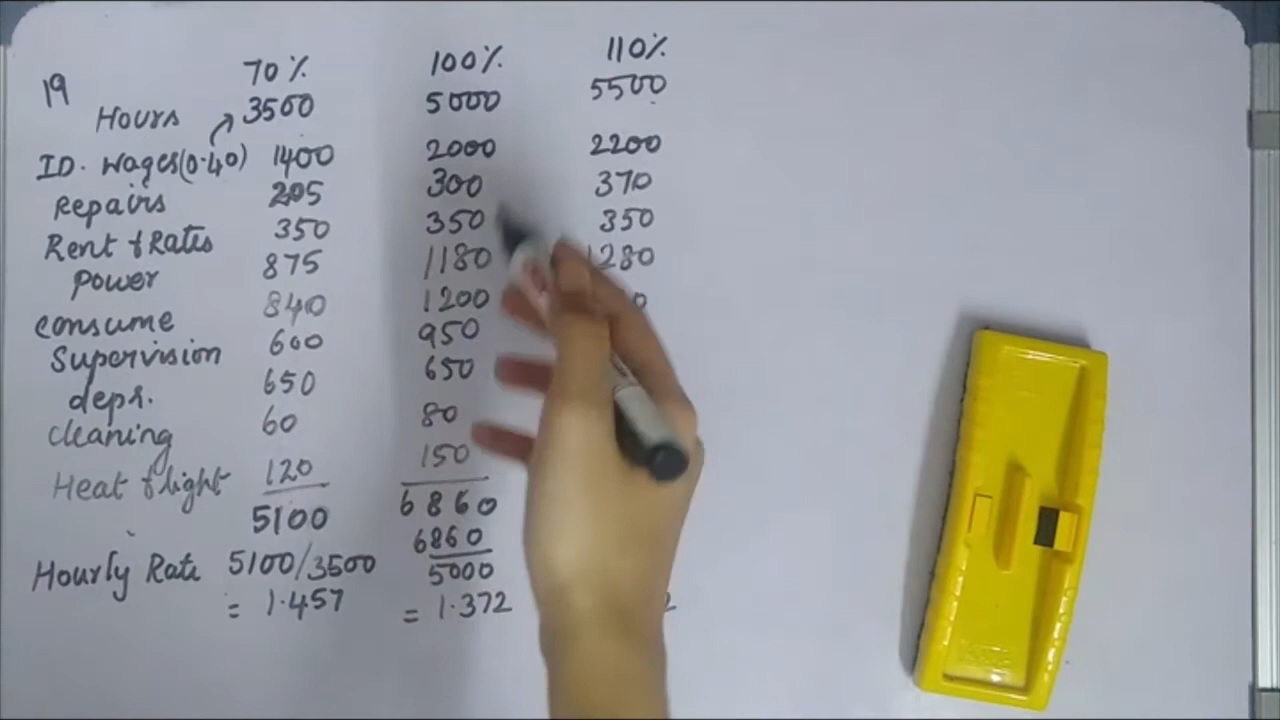 19 70% 100% 110%
Hours 3500 5000 5500
ID. Wages(0.40) 1400 2000 2200
Repairs 205 300 370
Rent & Rates 350 350 350
Power 875 1180 1280
Consume 840 1200
Supervision 600 950
depr. 650 650
Cleaning 60 80
Heat & light 120 150
5100 6860
Hourly Rate 5100/3500 6860
5000
= 1.457 = 1.372